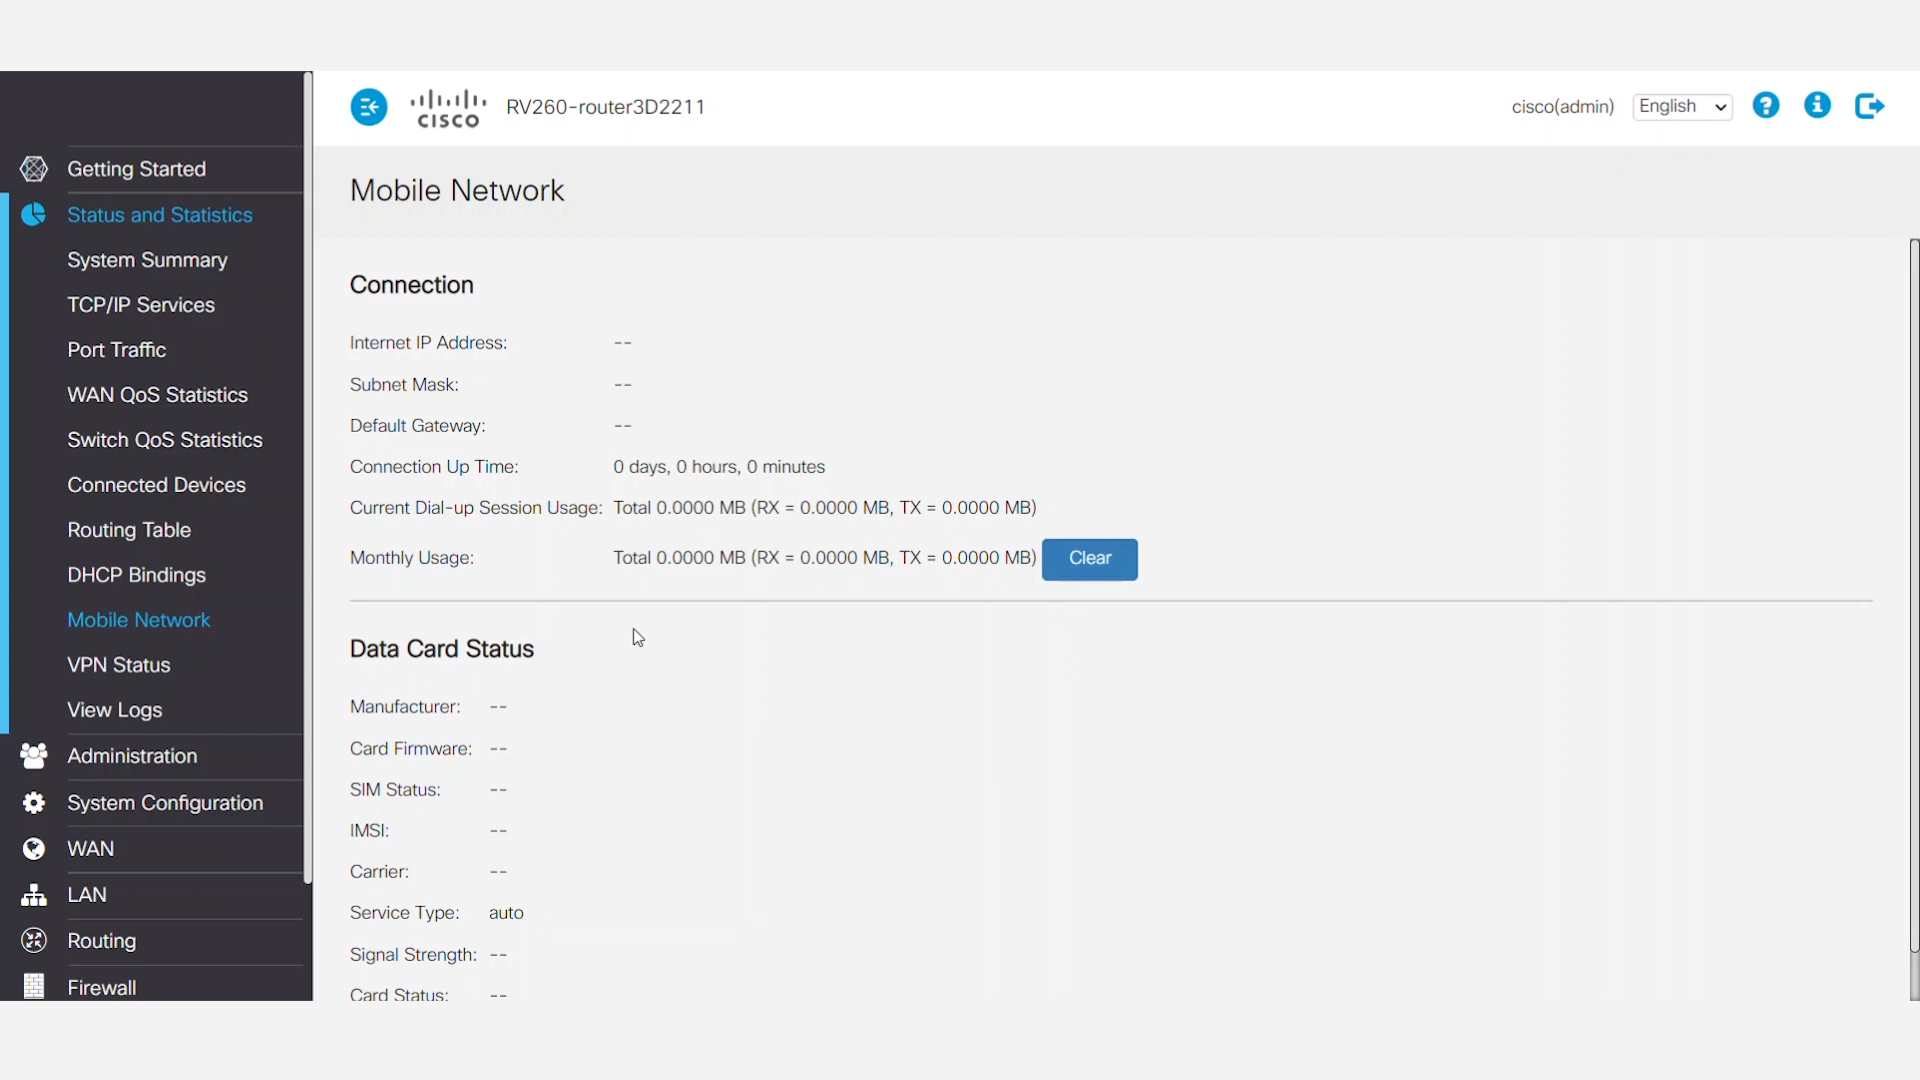 CISCO
RV260-router3D2211
cisco(admin)
English
Getting Started
Status and Statistics
System Summary
TCP/IP Services
Port Traffic
WAN QoS Statistics
Switch QoS Statistics
Connected Devices
Routing Table
DHCP Bindings
Mobile Network
VPN Status
View Logs
Administration
System Configuration
WAN
LAN
Routing
Firewall
Mobile Network
Connection
Internet IP Address: --
Subnet Mask: --
Default Gateway: --
Connection Up Time: 0 days, 0 hours, 0 minutes
Current Dial-up Session Usage: Total 0.0000 MB (RX = 0.0000 MB, TX = 0.0000 MB)
Monthly Usage: Total 0.0000 MB (RX = 0.0000 MB, TX = 0.0000 MB) Clear
Data Card Status
Manufacturer: --
Card Firmware: --
SIM Status: --
IMSI: --
Carrier: --
Service Type: auto
Signal Strength: --
Card Status: --